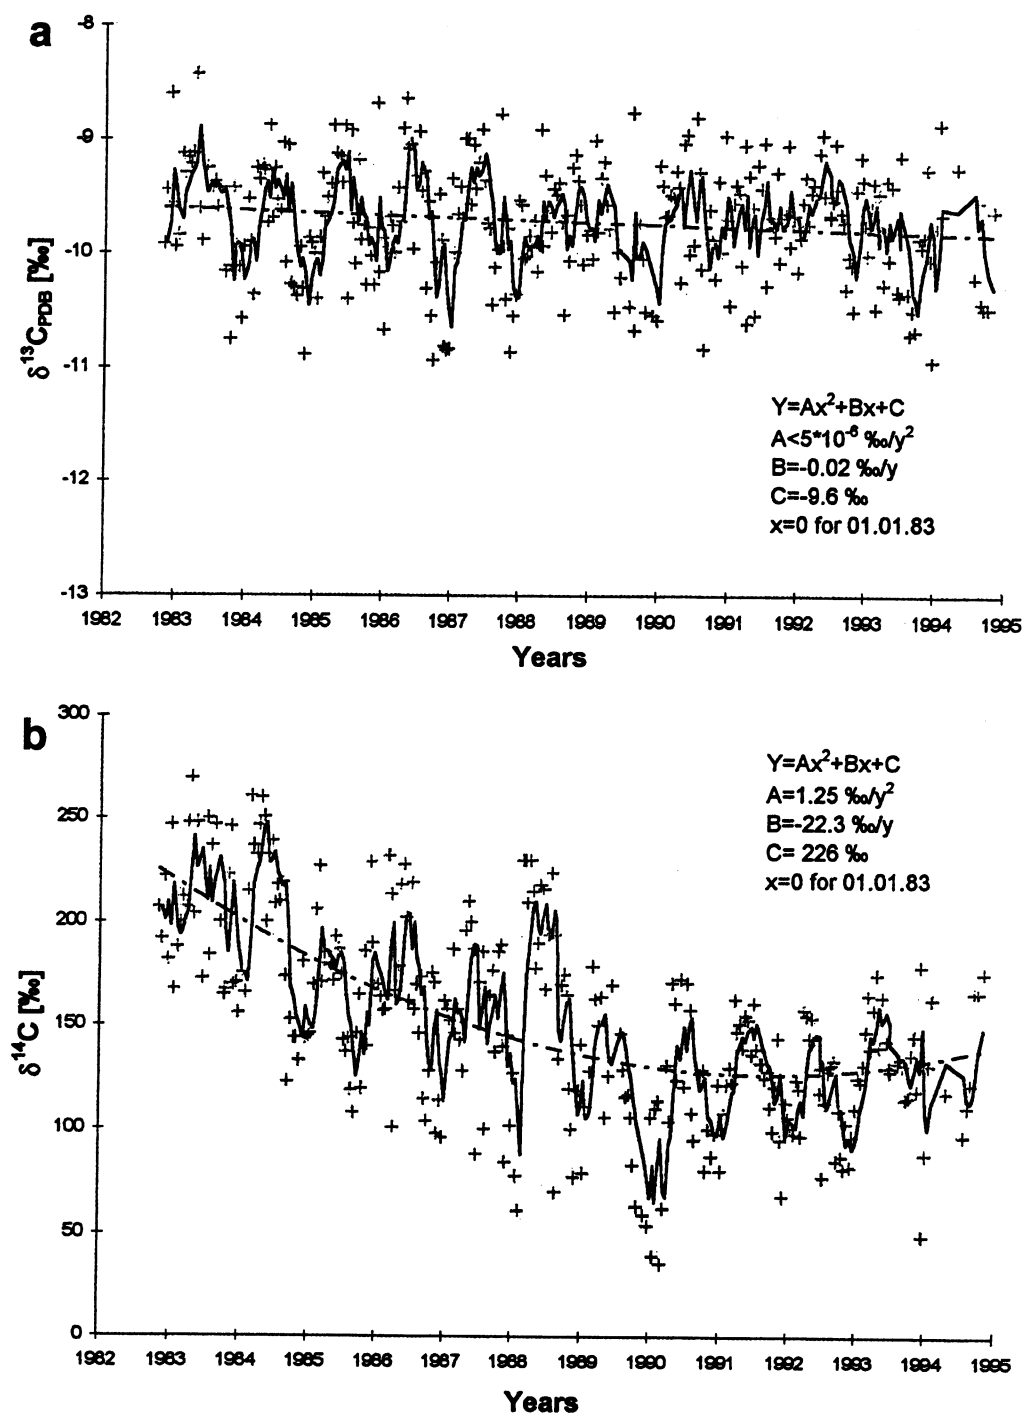 a
-8
-9
-10
-11
-12
-13
δ13CPDB [‰]
Y=Ax2+Bx+C
A<5*10-6 ‰/y2
B=-0.02 ‰/y
C=-9.6 ‰
x=0 for 01.01.83
1982 1983 1984 1985 1986 1987 1988 1989 1990 1991 1992 1993 1994 1995
Years
b
300
250
200
150
100
50
0
δ14C [‰]
Y=Ax2+Bx+C
A=1.25 ‰/y2
B=-22.3 ‰/y
C= 226 ‰
x=0 for 01.01.83
1982 1983 1984 1985 1986 1987 1988 1989 1990 1991 1992 1993 1994 1995
Years